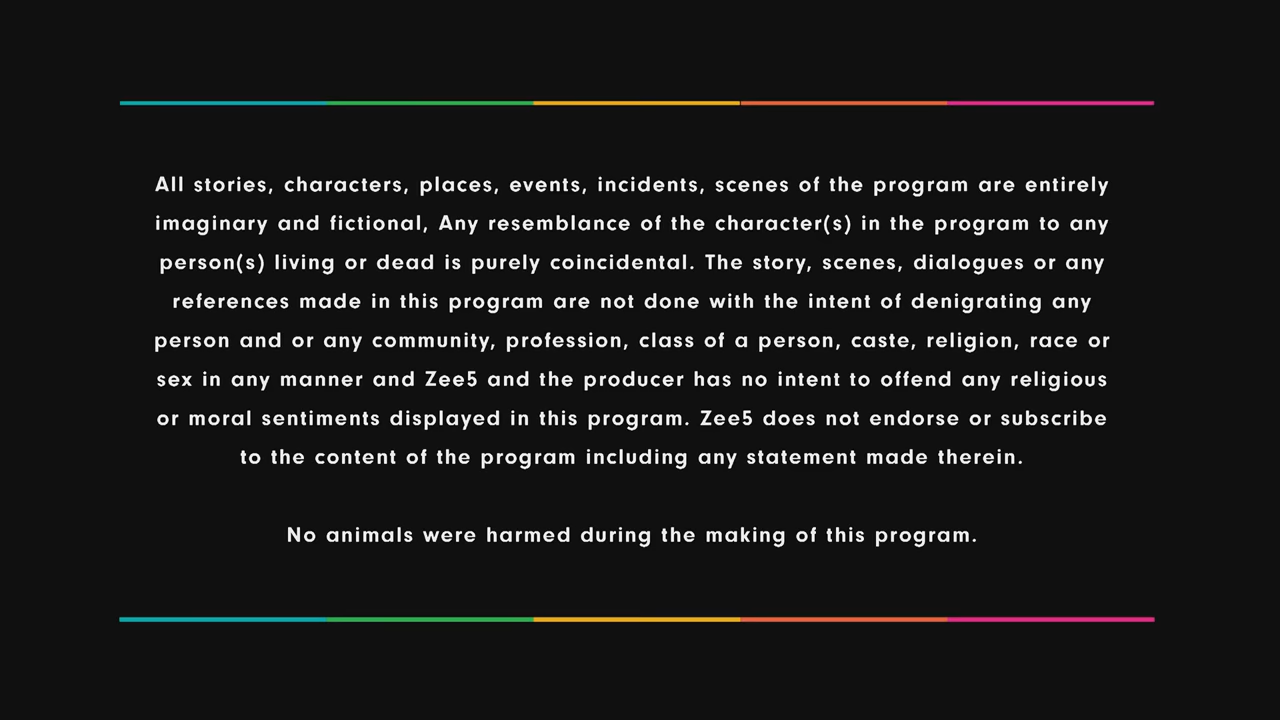 All stories, characters, places, events, incidents, scenes of the program are entirely
imaginary and fictional, Any resemblance of the character(s) in the program to any
person(s) living or dead is purely coincidental. The story, scenes, dialogues or any
references made in this program are not done with the intent of denigrating any
person and or any community, profession, class of a person, caste, religion, race or
sex in any manner and Zee5 and the producer has no intent to offend any religious
or moral sentiments displayed in this program. Zee5 does not endorse or subscribe
to the content of the program including any statement made therein.
No animals were harmed during the making of this program.